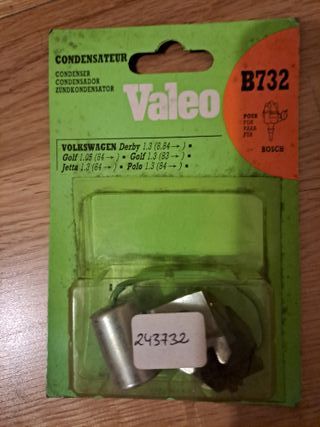 CONDENSATEUR
CONDENSER
CONDENSADOR
ZÜNDKONDENSATOR
Valeo
B732
POUR
FOR
PARA
FÜR
BOSCH
VOLKSWAGEN Derby 1.3 (8.84 → ) •
Golf 1.05 (84 → ) • Golf 1.3 (83 → ) •
Jetta 1.3 (84 → ) • Polo 1.3 (84 → ) •
243732